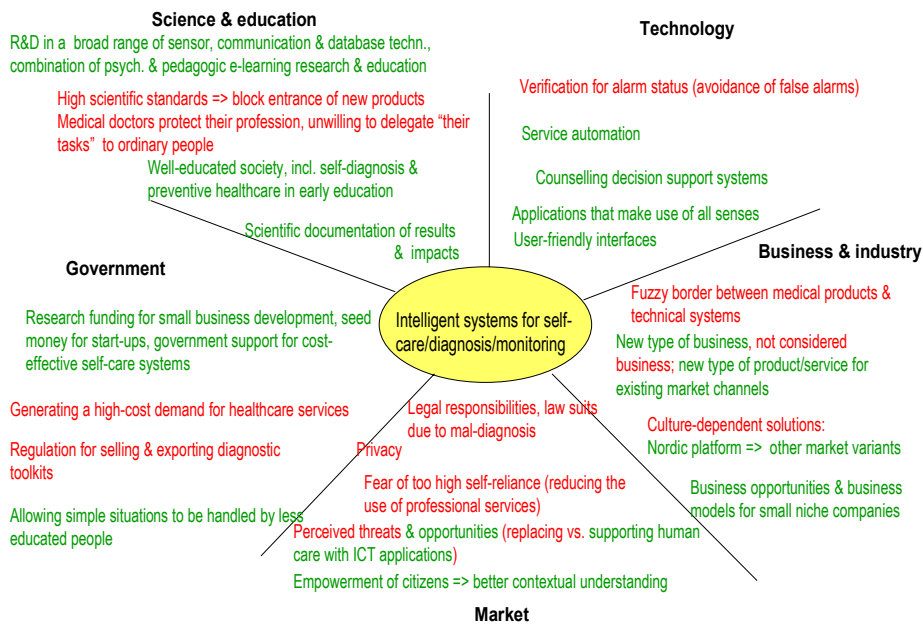 Science & education
R&D in a broad range of sensor, communication & database techn.,
combination of psych. & pedagogic e-learning research & education
High scientific standards => block entrance of new products
Medical doctors protect their profession, unwilling to delegate “their
tasks” to ordinary people
Well-educated society, incl. self-diagnosis &
preventive healthcare in early education
Scientific documentation of results
& impacts
Technology
Verification for alarm status (avoidance of false alarms)
Service automation
Counselling decision support systems
Applications that make use of all senses
User-friendly interfaces
Business & industry
Fuzzy border between medical products &
technical systems
New type of business, not considered
business; new type of product/service for
existing market channels
Culture-dependent solutions:
Nordic platform => other market variants
Business opportunities & business
models for small niche companies
Intelligent systems for self-
care/diagnosis/monitoring
Government
Research funding for small business development, seed
money for start-ups, government support for cost-
effective self-care systems
Generating a high-cost demand for healthcare services
Regulation for selling & exporting diagnostic
toolkits
Allowing simple situations to be handled by less
educated people
Legal responsibilities, law suits
due to mal-diagnosis
Privacy
Fear of too high self-reliance (reducing the
use of professional services)
Perceived threats & opportunities (replacing vs. supporting human
care with ICT applications)
Empowerment of citizens => better contextual understanding
Market